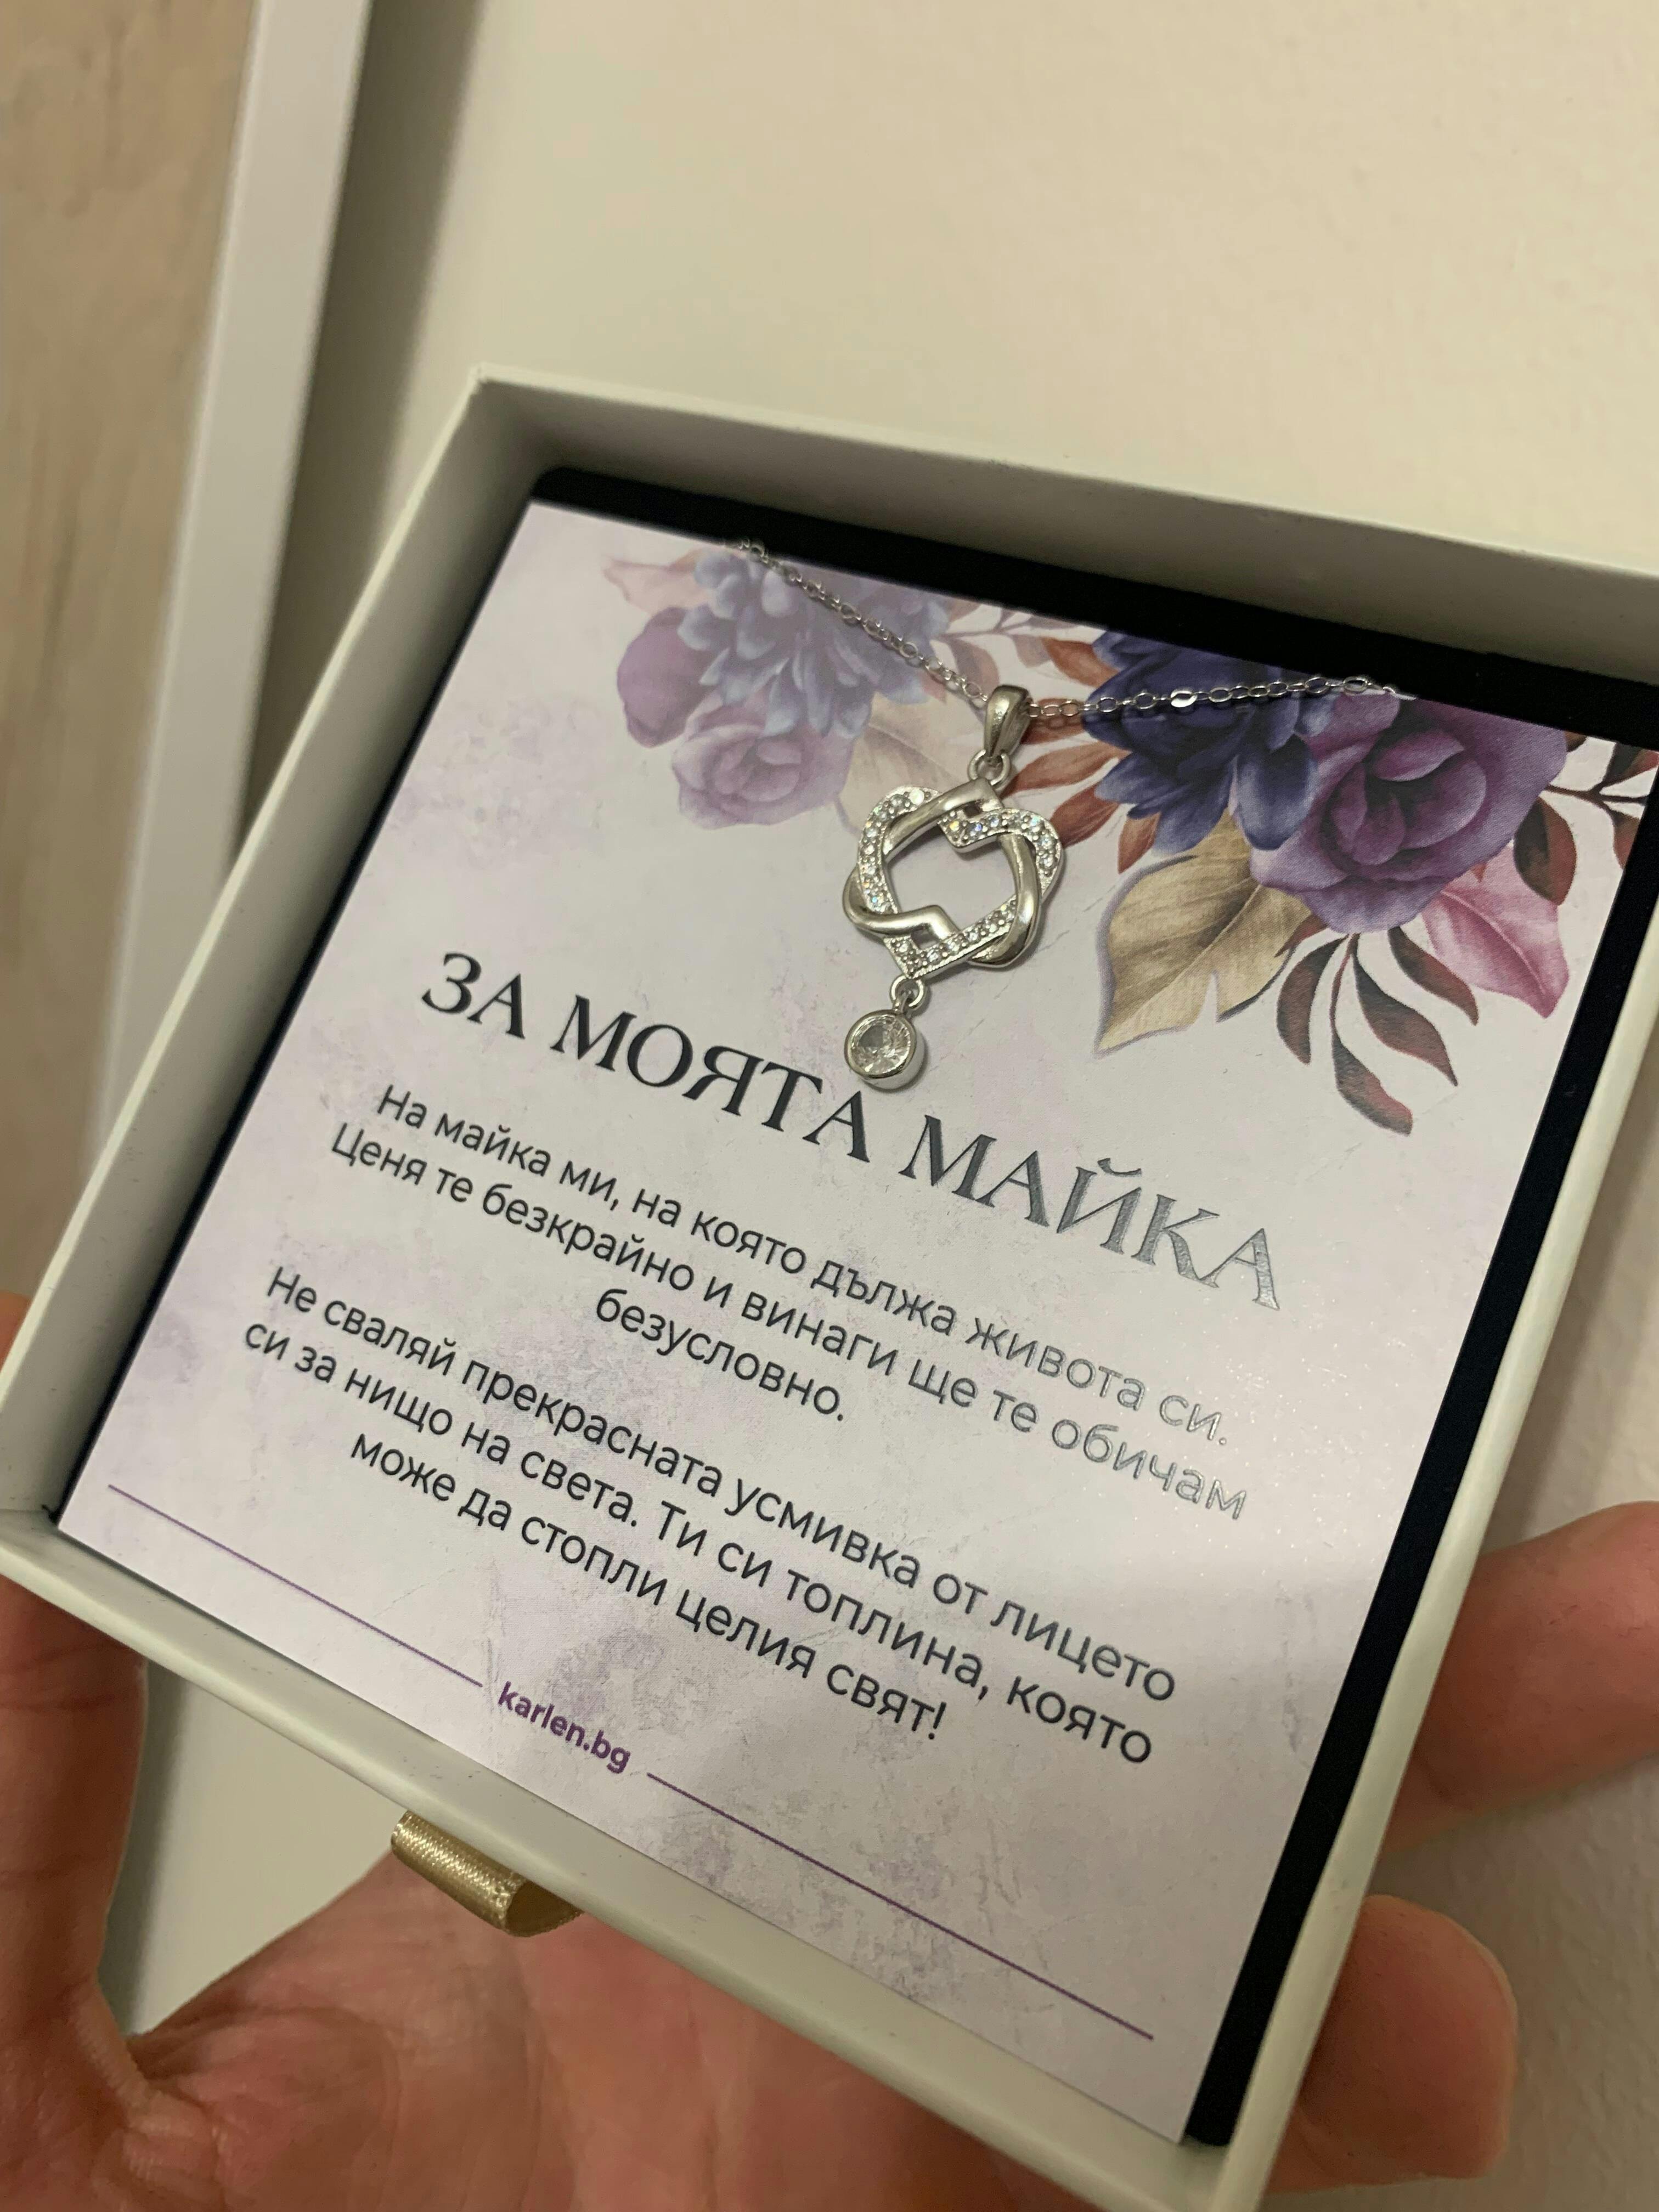 ЗА МОЯТА МАЙКА
На майка ми, на която дължа живота си.
Ценя те безкрайно и винаги ще те обичам
безусловно.
Не сваляй прекрасната усмивка от лицето
си за нищо на света. Ти си топлина, която
може да стопли целия свят!
karlen.bg